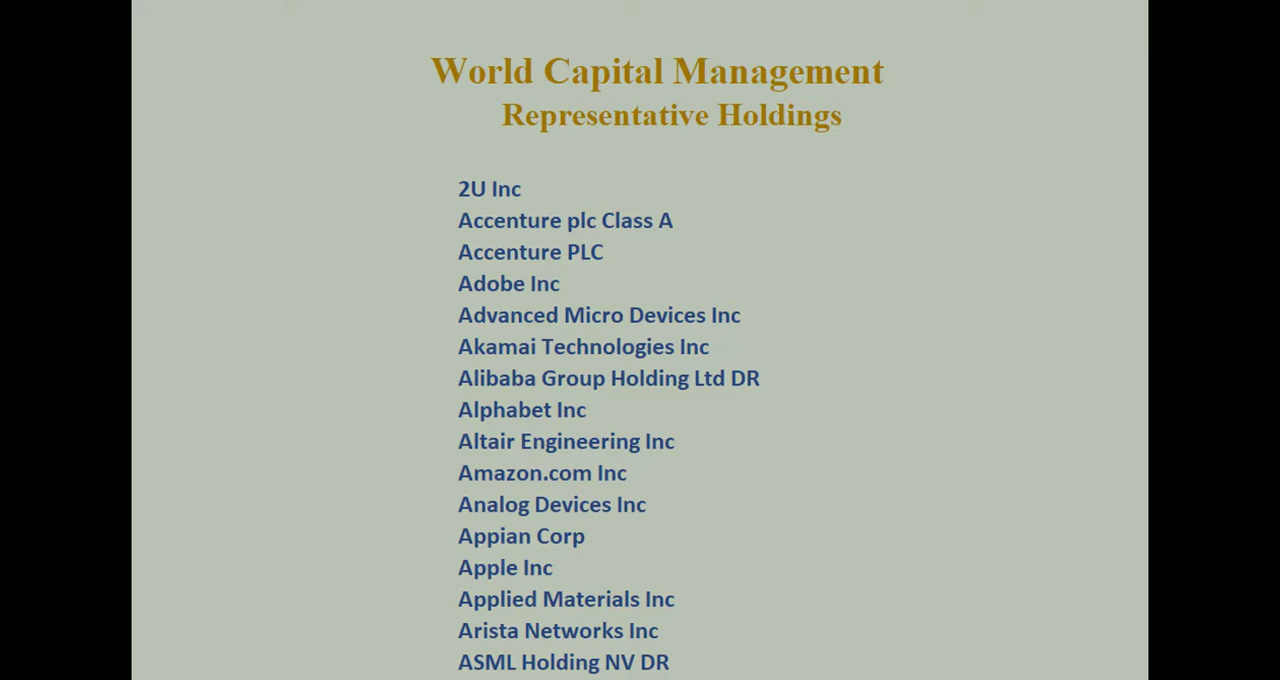 World Capital Management
Representative Holdings
2U Inc
Accenture plc Class A
Accenture PLC
Adobe Inc
Advanced Micro Devices Inc
Akamai Technologies Inc
Alibaba Group Holding Ltd DR
Alphabet Inc
Altair Engineering Inc
Amazon.com Inc
Analog Devices Inc
Appian Corp
Apple Inc
Applied Materials Inc
Arista Networks Inc
ASML Holding NV DR